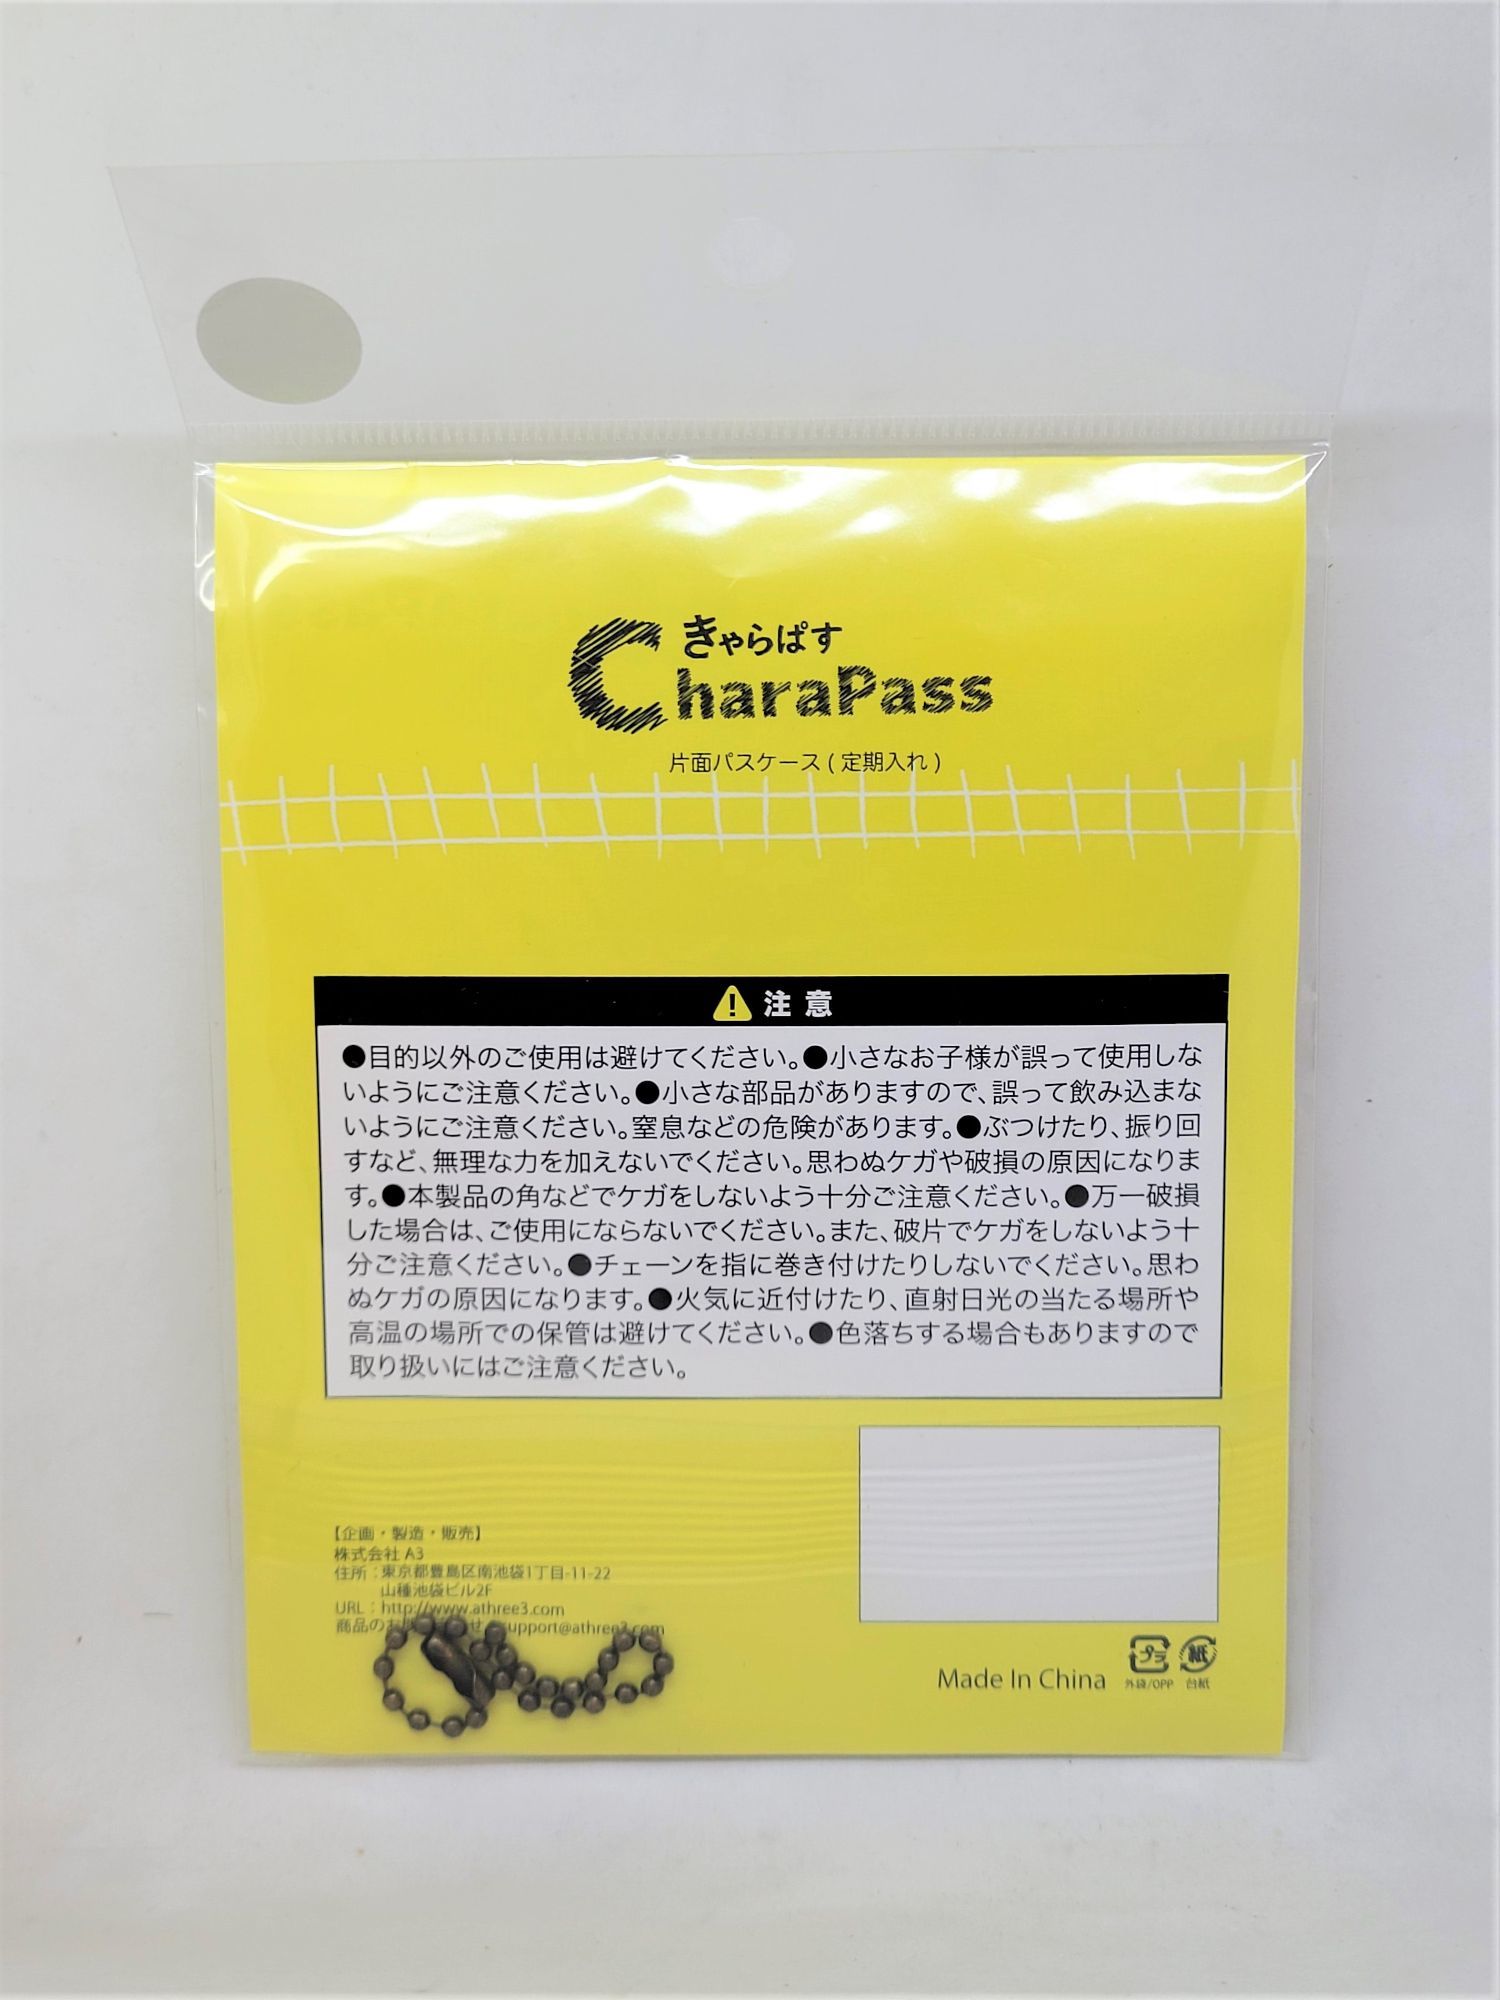 きゃらぱす
CharaPass
片面パスケース(定期入れ)
注意
●目的以外のご使用は避けてください。●小さなお子様が誤って使用しな
いようにご注意ください。●小さな部品がありますので、誤って飲み込まな
いようにご注意ください。窒息などの危険があります。●ぶつけたり、振り回
すなど、無理な力を加えないでください。思わぬケガや破損の原因になりま
す。●本製品の角などでケガをしないよう十分ご注意ください。●万一破損
した場合は、ご使用にならないでください。また、破片でケガをしないよう十
分ご注意ください。●チェーンを指に巻き付けたりしないでください。思わ
ぬケガの原因になります。●火気に近付けたり、直射日光の当たる場所や
高温の場所での保管は避けてください。●色落ちする場合もありますので
取り扱いにはご注意ください。
【企画・製造・販売】
株式会社 A3
住所:東京都豊島区南池袋1丁目-11-22
山種池袋ビル2F
URL:http://www.athree3.com
商品のお せ support@athree3.com
Made In China
プラ 紙
外袋/OPP 台紙